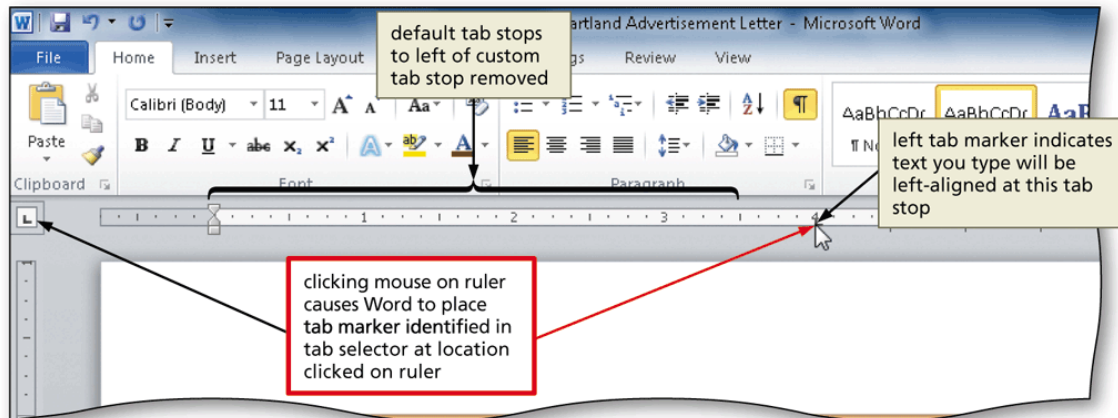 W
artland Advertisement Letter - Microsoft Word
File Home Insert Page Layout gs Review View
default tab stops
to left of custom
tab stop removed
Calibri (Body) 11 A A Aa
Paste
B I U abc X₂ X² A ab A
AaBbCcDc AaBbCcDc AaB
¶ No
Clipboard Font Paragraph
left tab marker indicates
text you type will be
left-aligned at this tab
stop
L
1 2 3 4
clicking mouse on ruler
causes Word to place
tab marker identified in
tab selector at location
clicked on ruler